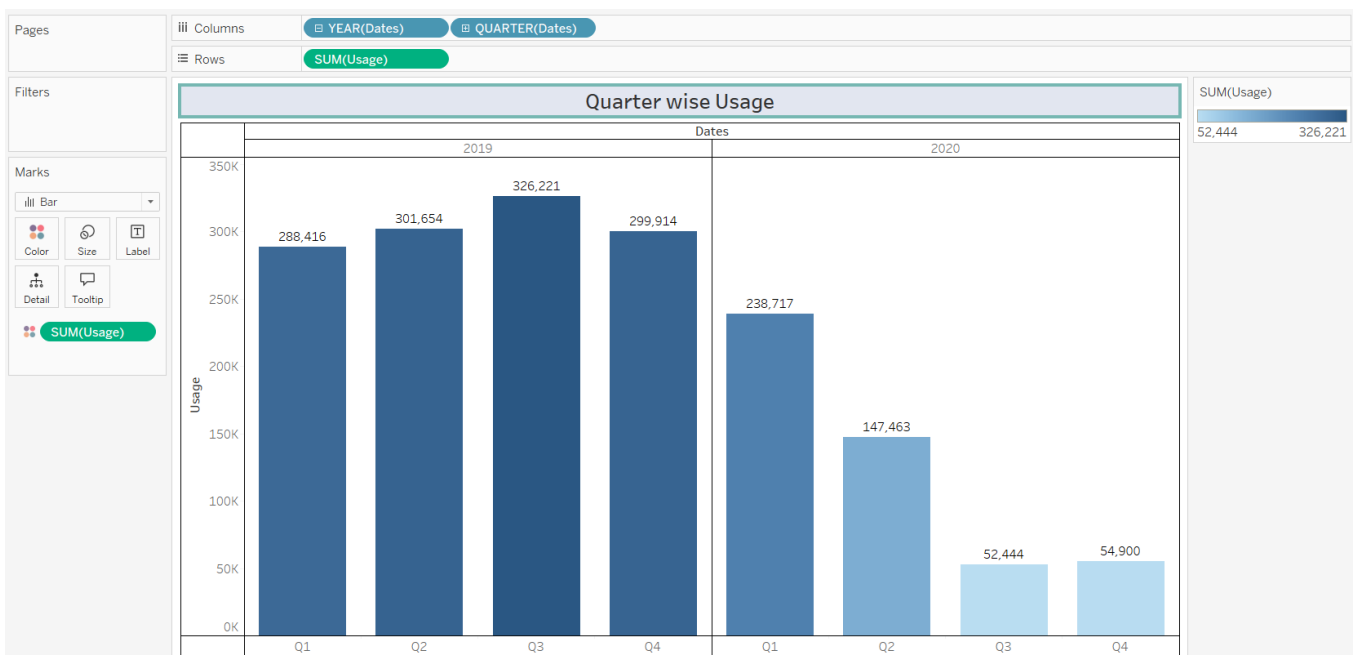 Pages
Columns
YEAR(Dates) QUARTER(Dates)
Rows
SUM(Usage)
Filters
Marks
Bar
Color Size Label
Detail Tooltip
SUM(Usage)
Quarter wise Usage
Dates
2019 2020
Usage
350K
300K
250K
200K
150K
100K
50K
0K
288,416
301,654
326,221
299,914
238,717
147,463
52,444
54,900
Q1 Q2 Q3 Q4 Q1 Q2 Q3 Q4
SUM(Usage)
52,444 326,221